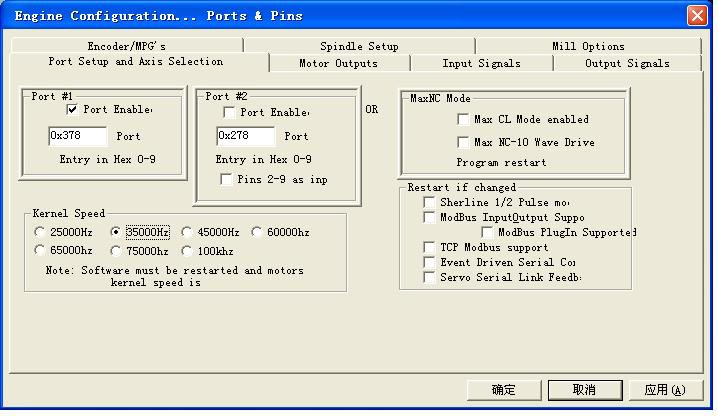 Engine Configuration... Ports & Pins
Encoder/MPG's
Spindle Setup
Mill Options
Port Setup and Axis Selection
Motor Outputs
Input Signals
Output Signals
Port #1
Port Enable
0x378
Port
Entry in Hex 0-9
Port #2
Port Enable
0x278
Port
Entry in Hex 0-9
Pins 2-9 as inp
OR
MaxNC Mode
Max CL Mode enabled
Max NC-10 Wave Drive
Program restart
Restart if changed
Sherline 1/2 Pulse mo
ModBus InputOutput Suppo
ModBus PlugIn Supported
TCP Modbus support
Event Driven Serial Co
Servo Serial Link Feedb
Kernel Speed
25000Hz
35000Hz
45000Hz
60000hz
65000hz
75000hz
100khz
Note: Software must be restarted and motors
kernel speed is
确定
取消
应用(A)